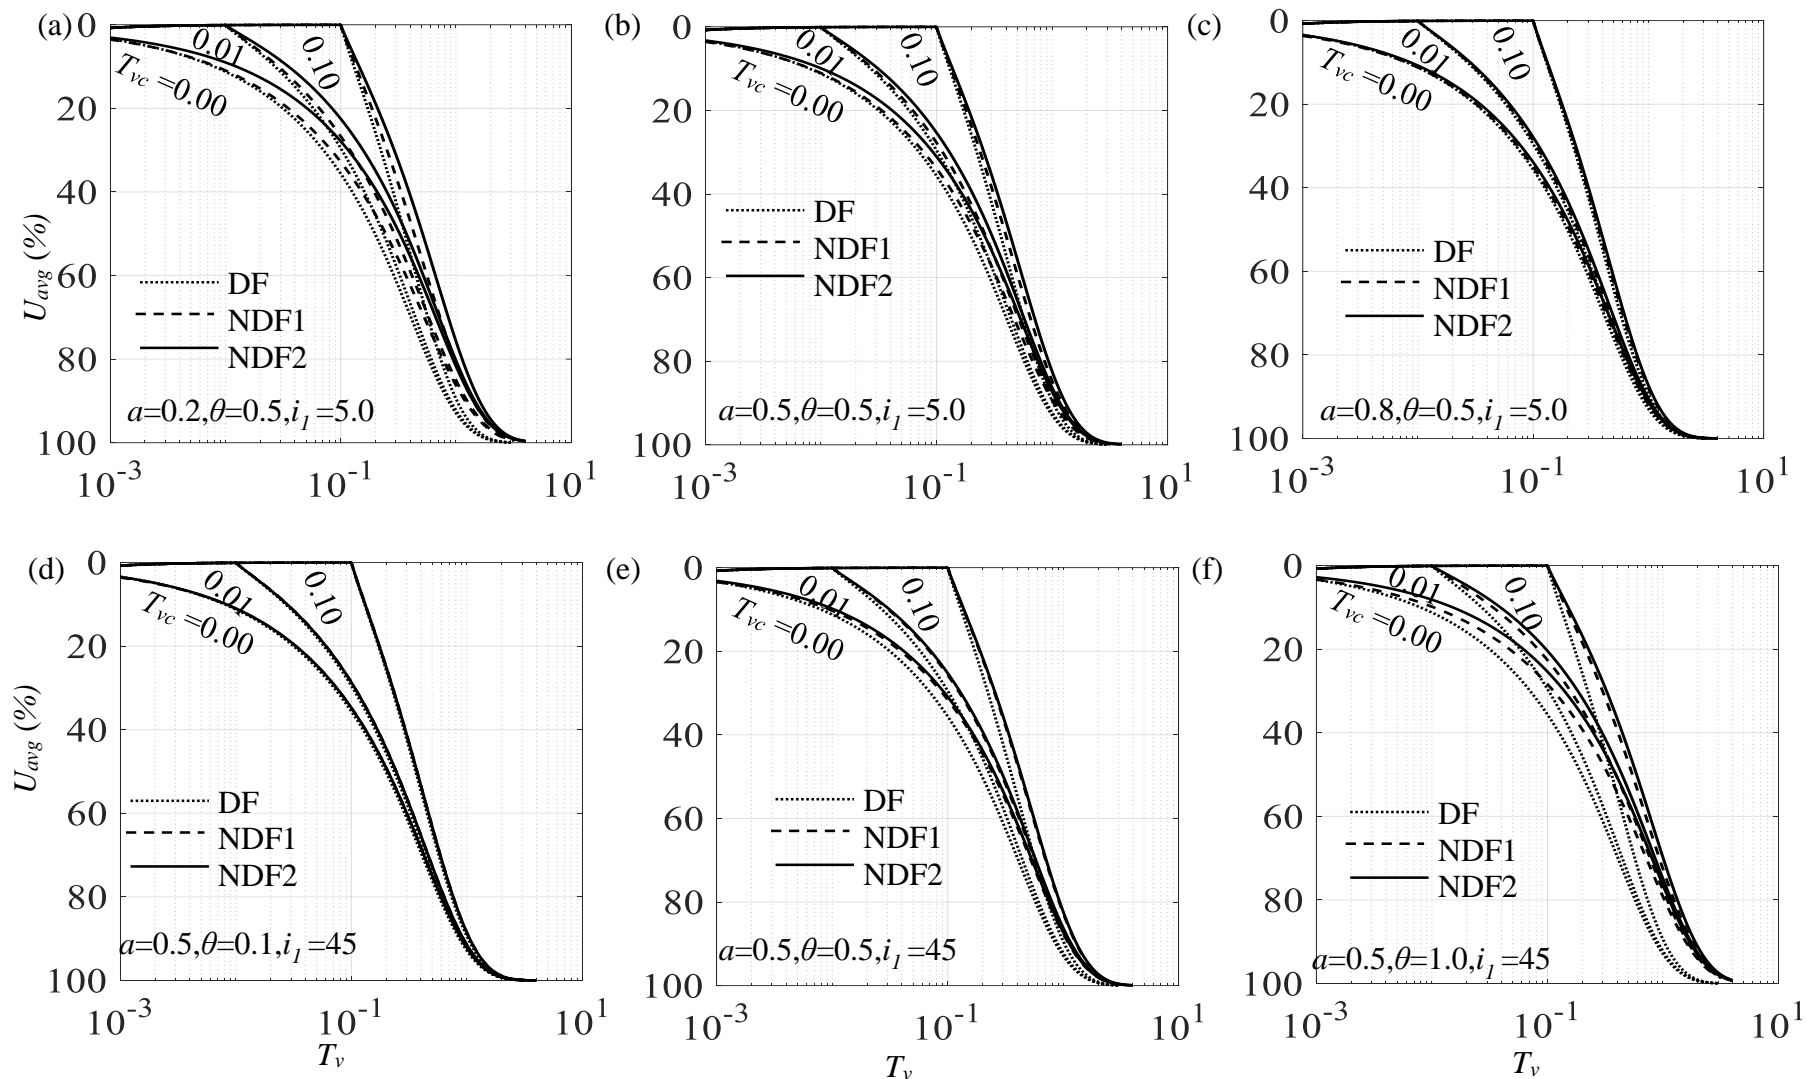 (a)
0
20
40
60
80
100
U_avg (%)
0.01
0.10
T_vc =0.00
DF
NDF1
NDF2
a=0.2,θ=0.5,i_1 =5.0
10^-3
10^-1
10^1
(b)
0
20
40
60
80
100
0.01
0.10
T_vc =0.00
DF
NDF1
NDF2
a=0.5,θ=0.5,i_1 =5.0
10^-3
10^-1
10^1
(c)
0
20
40
60
80
100
0.01
0.10
T_vc =0.00
DF
NDF1
NDF2
a=0.8,θ=0.5,i_1 =5.0
10^-3
10^-1
10^1
(d)
0
20
40
60
80
100
U_avg (%)
0.01
0.10
T_vc =0.00
DF
NDF1
NDF2
a=0.5,θ=0.1,i_1 =45
10^-3
10^-1
10^1
T_v
(e)
0
20
40
60
80
100
0.01
0.10
T_vc =0.00
DF
NDF1
NDF2
a=0.5,θ=0.5,i_1 =45
10^-3
10^-1
10^1
T_v
(f)
0
20
40
60
80
100
0.01
0.10
T_vc =0.00
DF
NDF1
NDF2
a=0.5,θ=1.0,i_1 =45
10^-3
10^-1
10^1
T_v